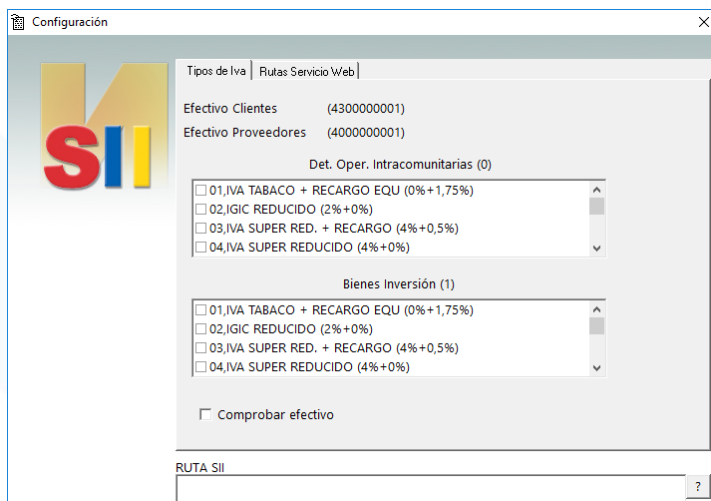 Configuración
Tipos de Iva
Rutas Servicio Web
Efectivo Clientes (4300000001)
Efectivo Proveedores (4000000001)
Det. Oper. Intracomunitarias (0)
01,IVA TABACO + RECARGO EQU (0%+1,75%)
02,IGIC REDUCIDO (2%+0%)
03,IVA SUPER RED. + RECARGO (4%+0,5%)
04,IVA SUPER REDUCIDO (4%+0%)
Bienes Inversión (1)
01,IVA TABACO + RECARGO EQU (0%+1,75%)
02,IGIC REDUCIDO (2%+0%)
03,IVA SUPER RED. + RECARGO (4%+0,5%)
04,IVA SUPER REDUCIDO (4%+0%)
Comprobar efectivo
RUTA SII
?
SII